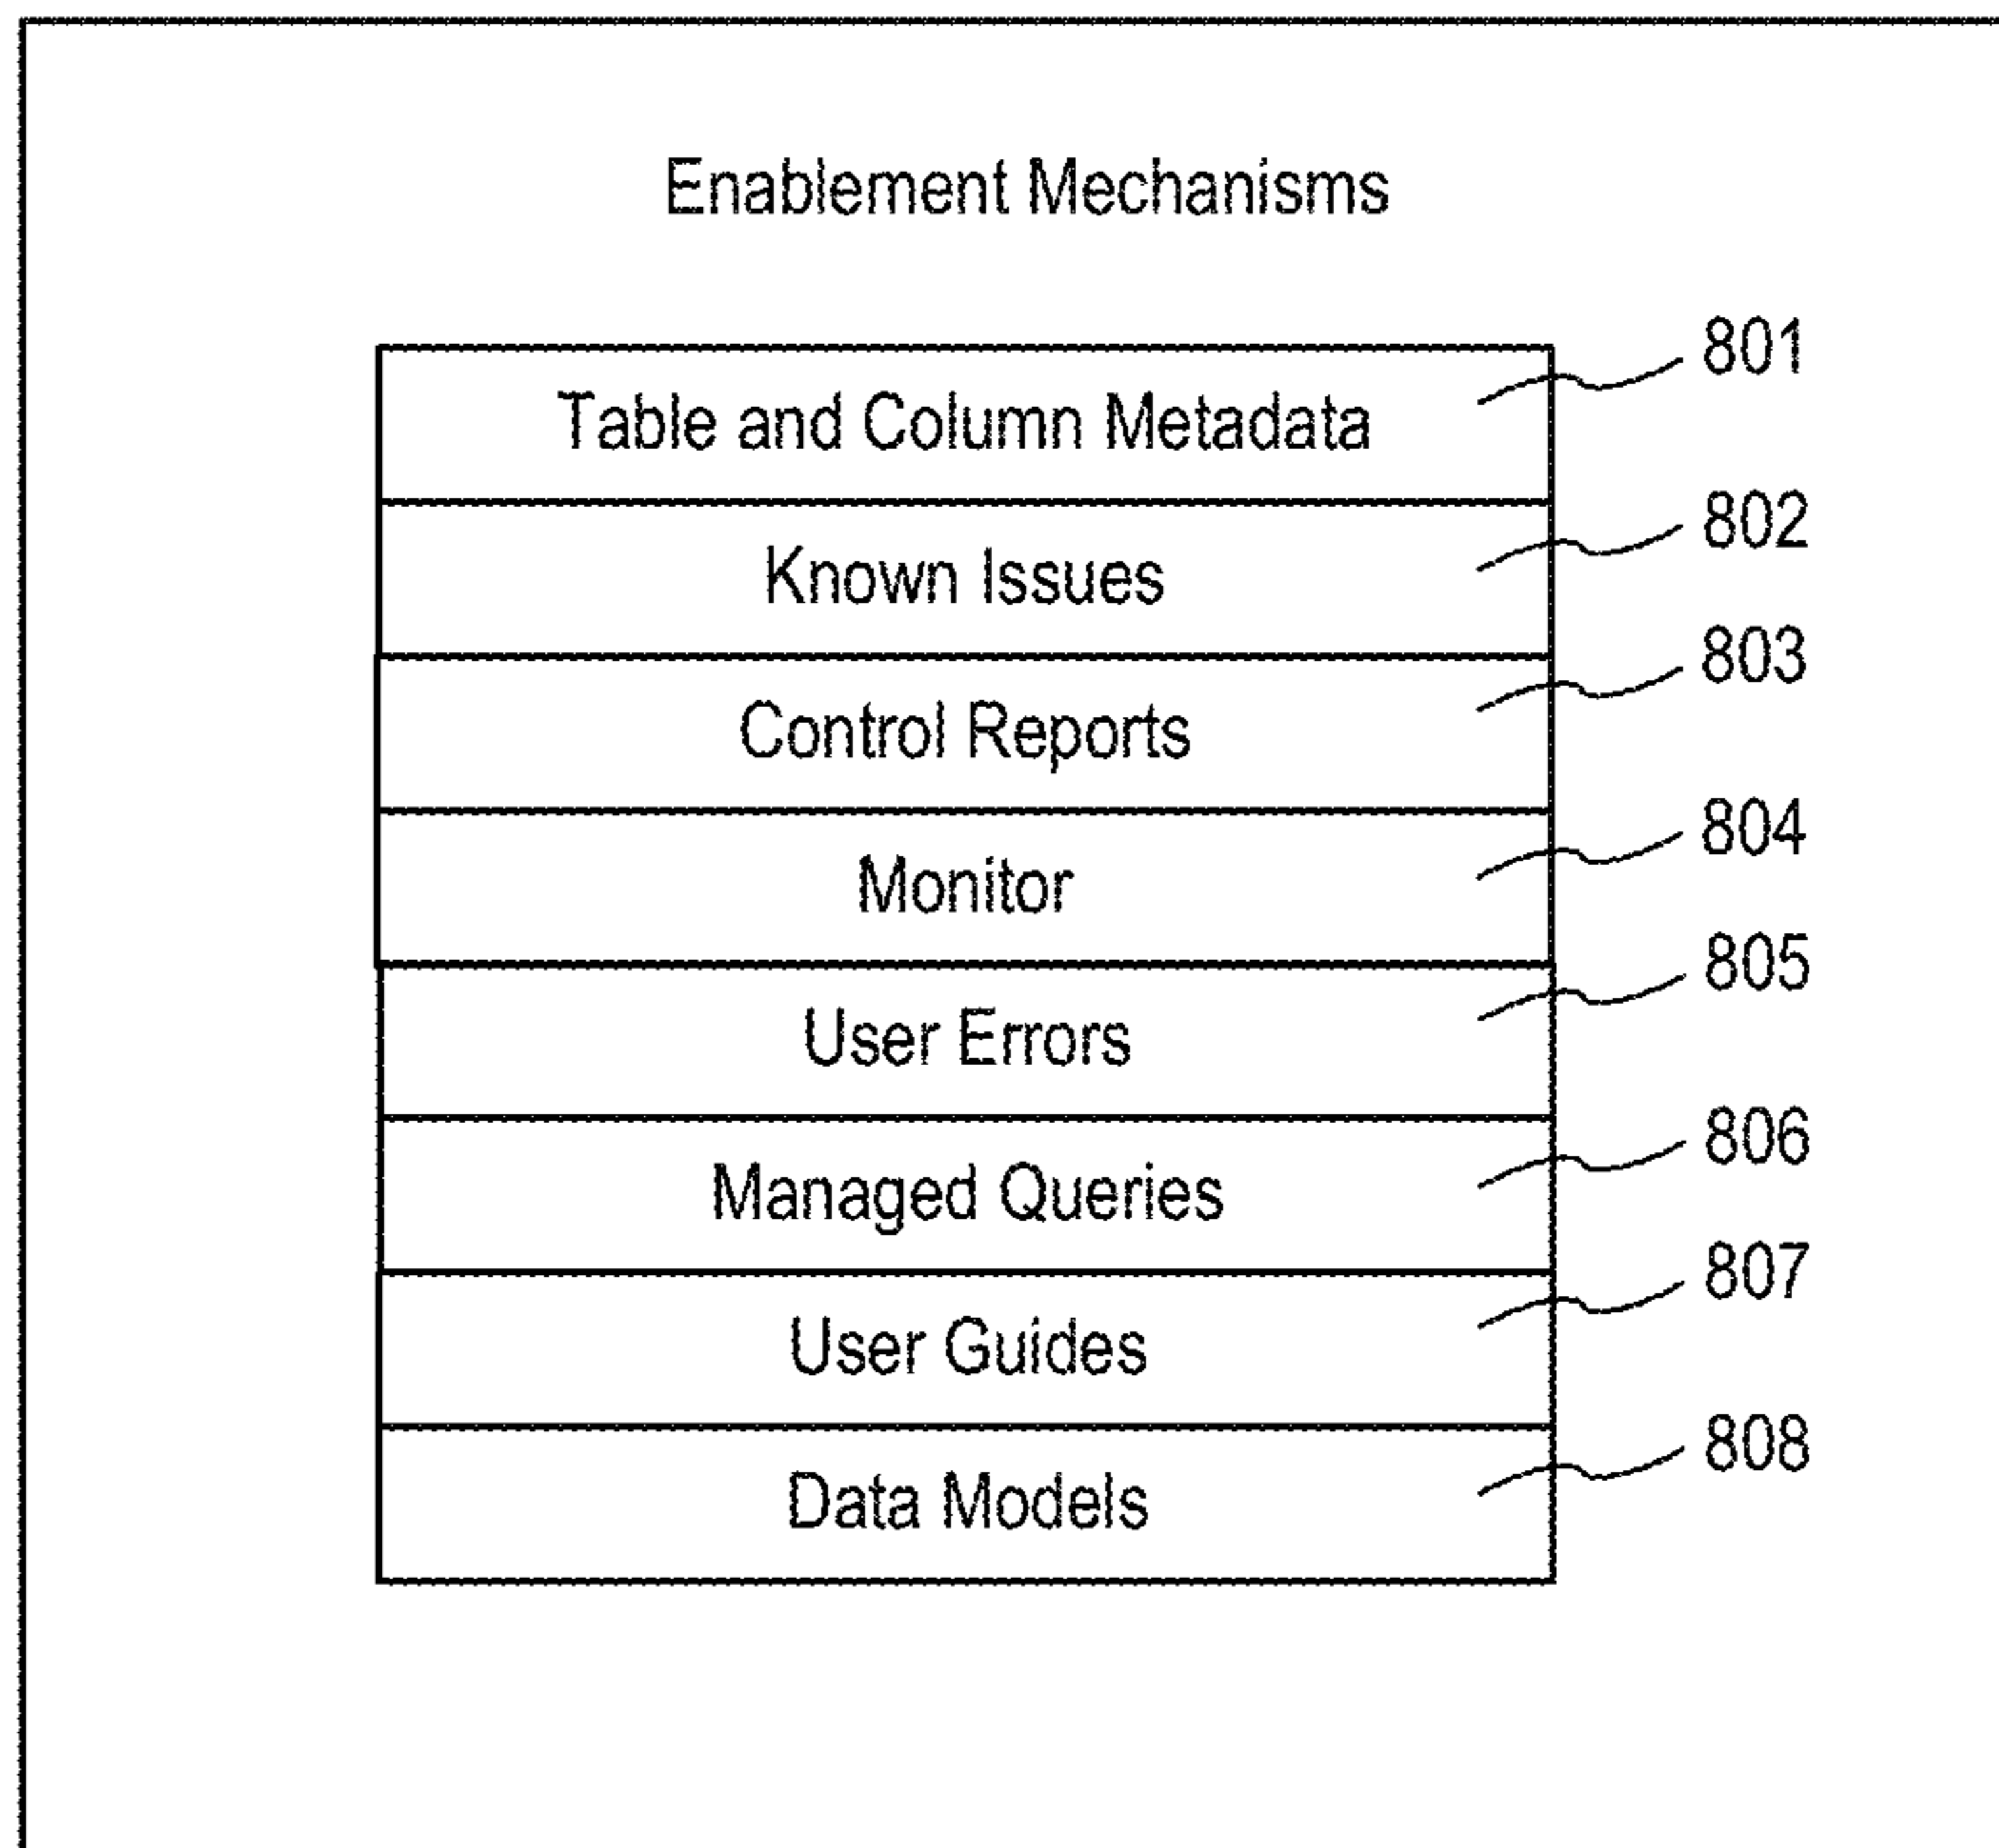 Enablement Mechanisms
Table and Column Metadata 801
Known Issues 802
Control Reports 803
Monitor 804
User Errors 805
Managed Queries 806
User Guides 807
Data Models 808